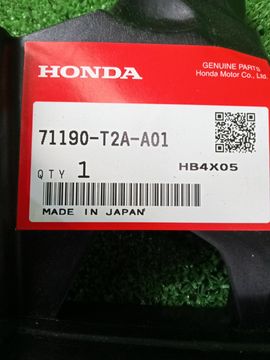 GENUINE PARTS
Honda Motor Co., Ltd.
HONDA
71190-T2A-A01
QTY 1
HB4X05
MADE IN JAPAN